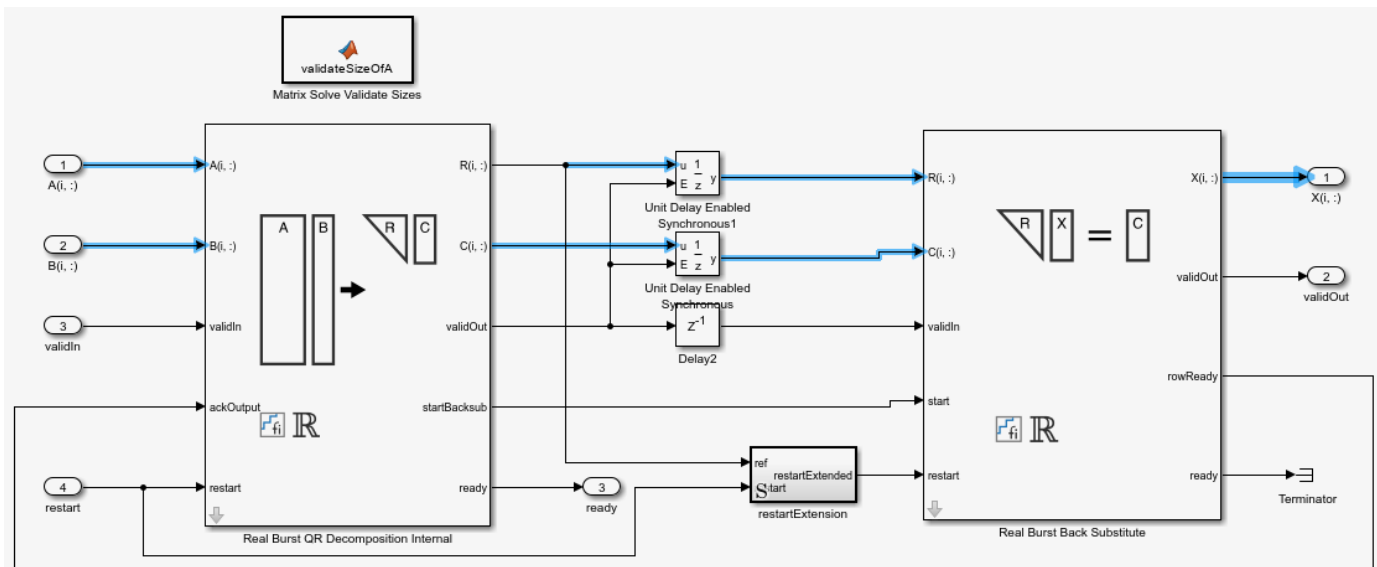 validateSizeOfA
Matrix Solve Validate Sizes
1
A(i, :)
2
B(i, :)
3
validIn
4
restart
A(i, :)
B(i, :)
validIn
ackOutput
restart
A
B
R
C
fi
ℝ
R(i, :)
C(i, :)
validOut
startBacksub
ready
Real Burst QR Decomposition Internal
3
ready
u
E
1
z
y
Unit Delay Enabled
Synchronous1
u
E
1
z
y
Unit Delay Enabled
Synchronous
z-1
Delay2
ref
restartExtended
Start
restartExtension
R(i, :)
C(i, :)
validIn
start
restart
R
X
=
C
fi
ℝ
X(i, :)
validOut
rowReady
ready
Real Burst Back Substitute
1
X(i, :)
2
validOut
Terminator